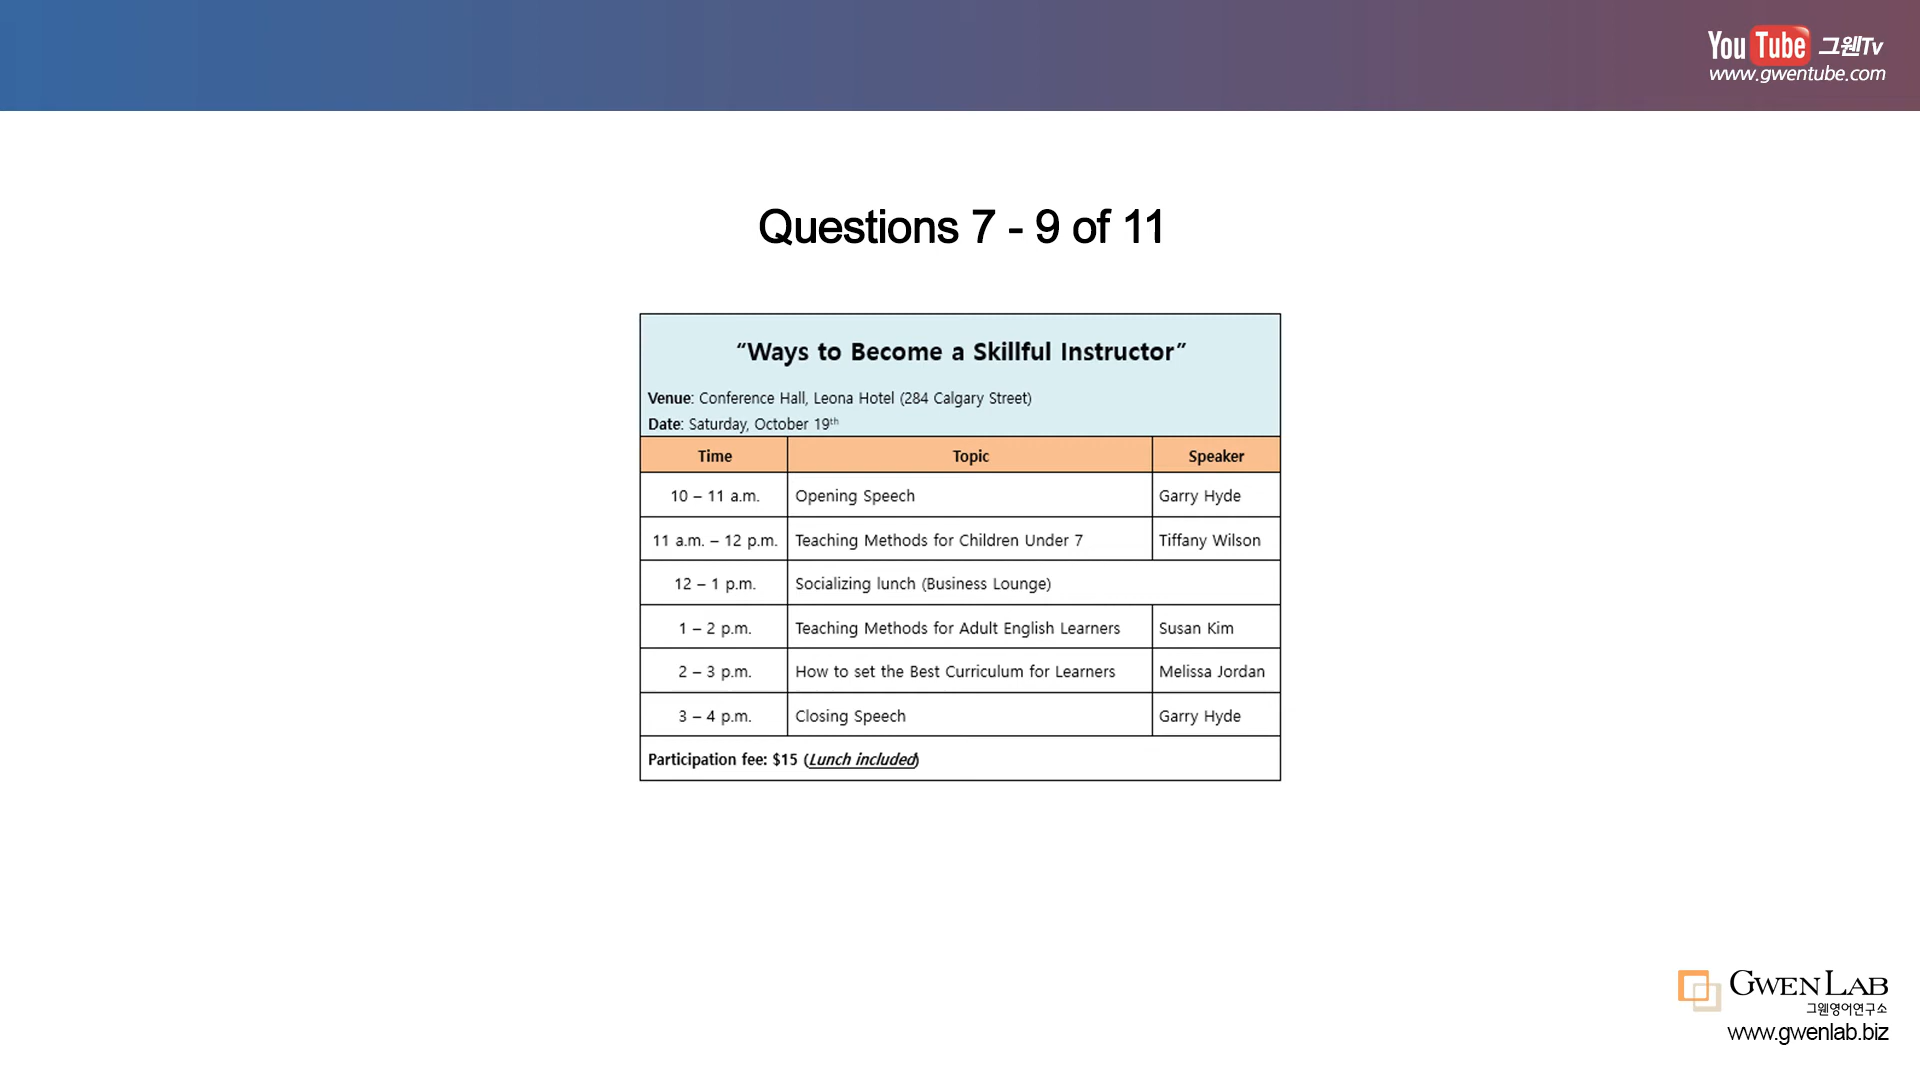 You Tube 그웬Tv
www.gwentube.com
Questions 7 - 9 of 11
“Ways to Become a Skillful Instructor”
Venue: Conference Hall, Leona Hotel (284 Calgary Street)
Date: Saturday, October 19th
Time Topic Speaker
10 – 11 a.m. Opening Speech Garry Hyde
11 a.m. – 12 p.m. Teaching Methods for Children Under 7 Tiffany Wilson
12 – 1 p.m. Socializing lunch (Business Lounge)
1 – 2 p.m. Teaching Methods for Adult English Learners Susan Kim
2 – 3 p.m. How to set the Best Curriculum for Learners Melissa Jordan
3 – 4 p.m. Closing Speech Garry Hyde
Participation fee: $15 (Lunch included)
GWEN LAB
그웬영어연구소
www.gwenlab.biz